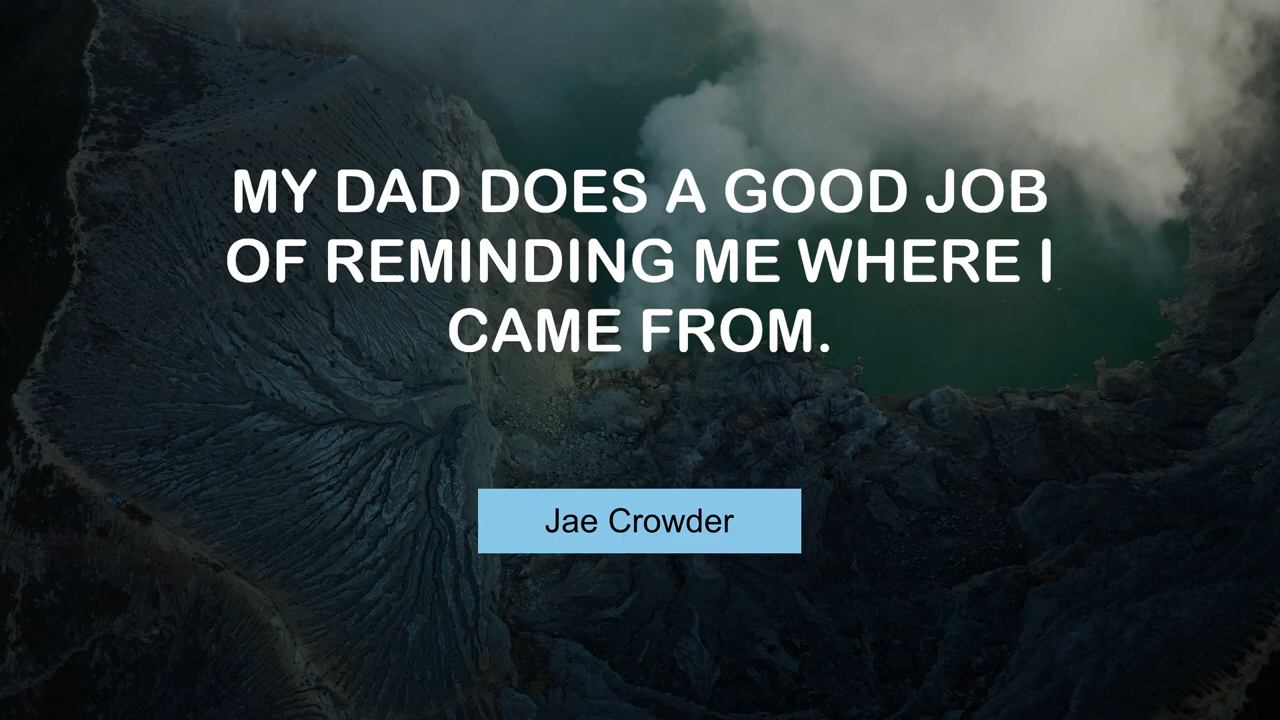 MY DAD DOES A GOOD JOB
OF REMINDING ME WHERE I
CAME FROM.
Jae Crowder